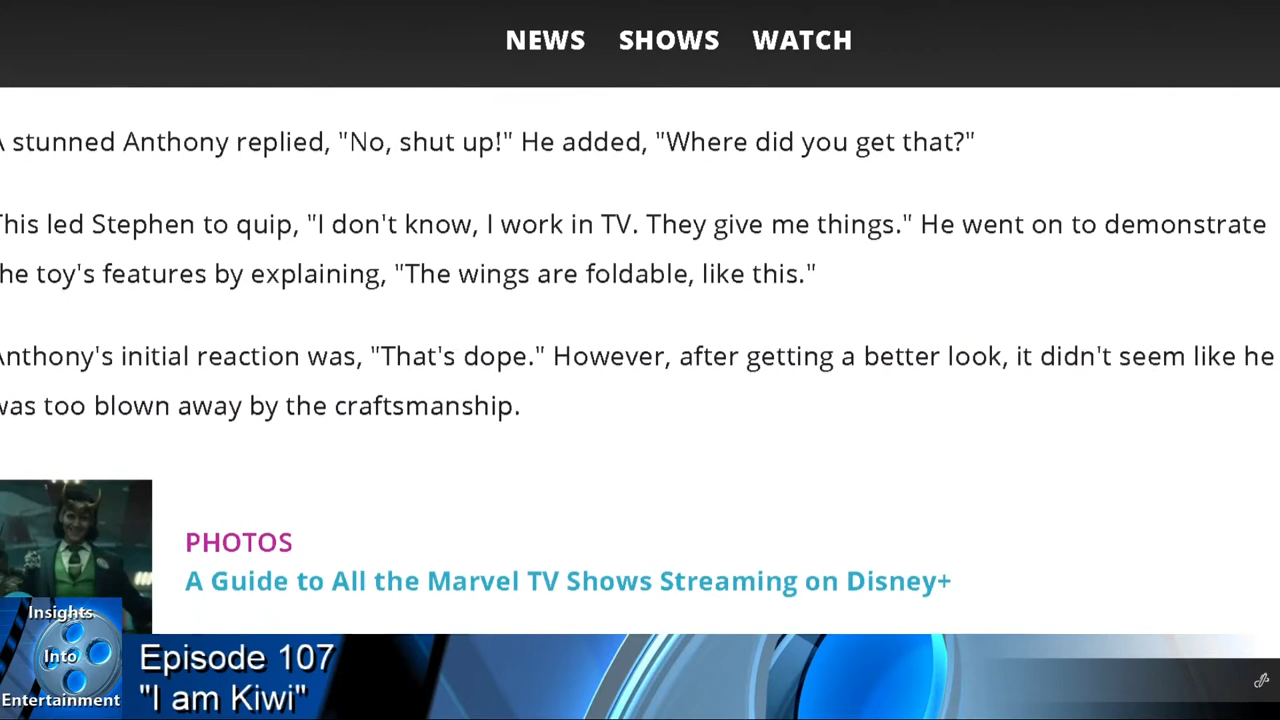 NEWS SHOWS WATCH
A stunned Anthony replied, "No, shut up!" He added, "Where did you get that?"
This led Stephen to quip, "I don't know, I work in TV. They give me things." He went on to demonstrate
the toy's features by explaining, "The wings are foldable, like this."
Anthony's initial reaction was, "That's dope." However, after getting a better look, it didn't seem like he
was too blown away by the craftsmanship.
PHOTOS
A Guide to All the Marvel TV Shows Streaming on Disney+
Insights
Into
Entertainment
Episode 107
"I am Kiwi"